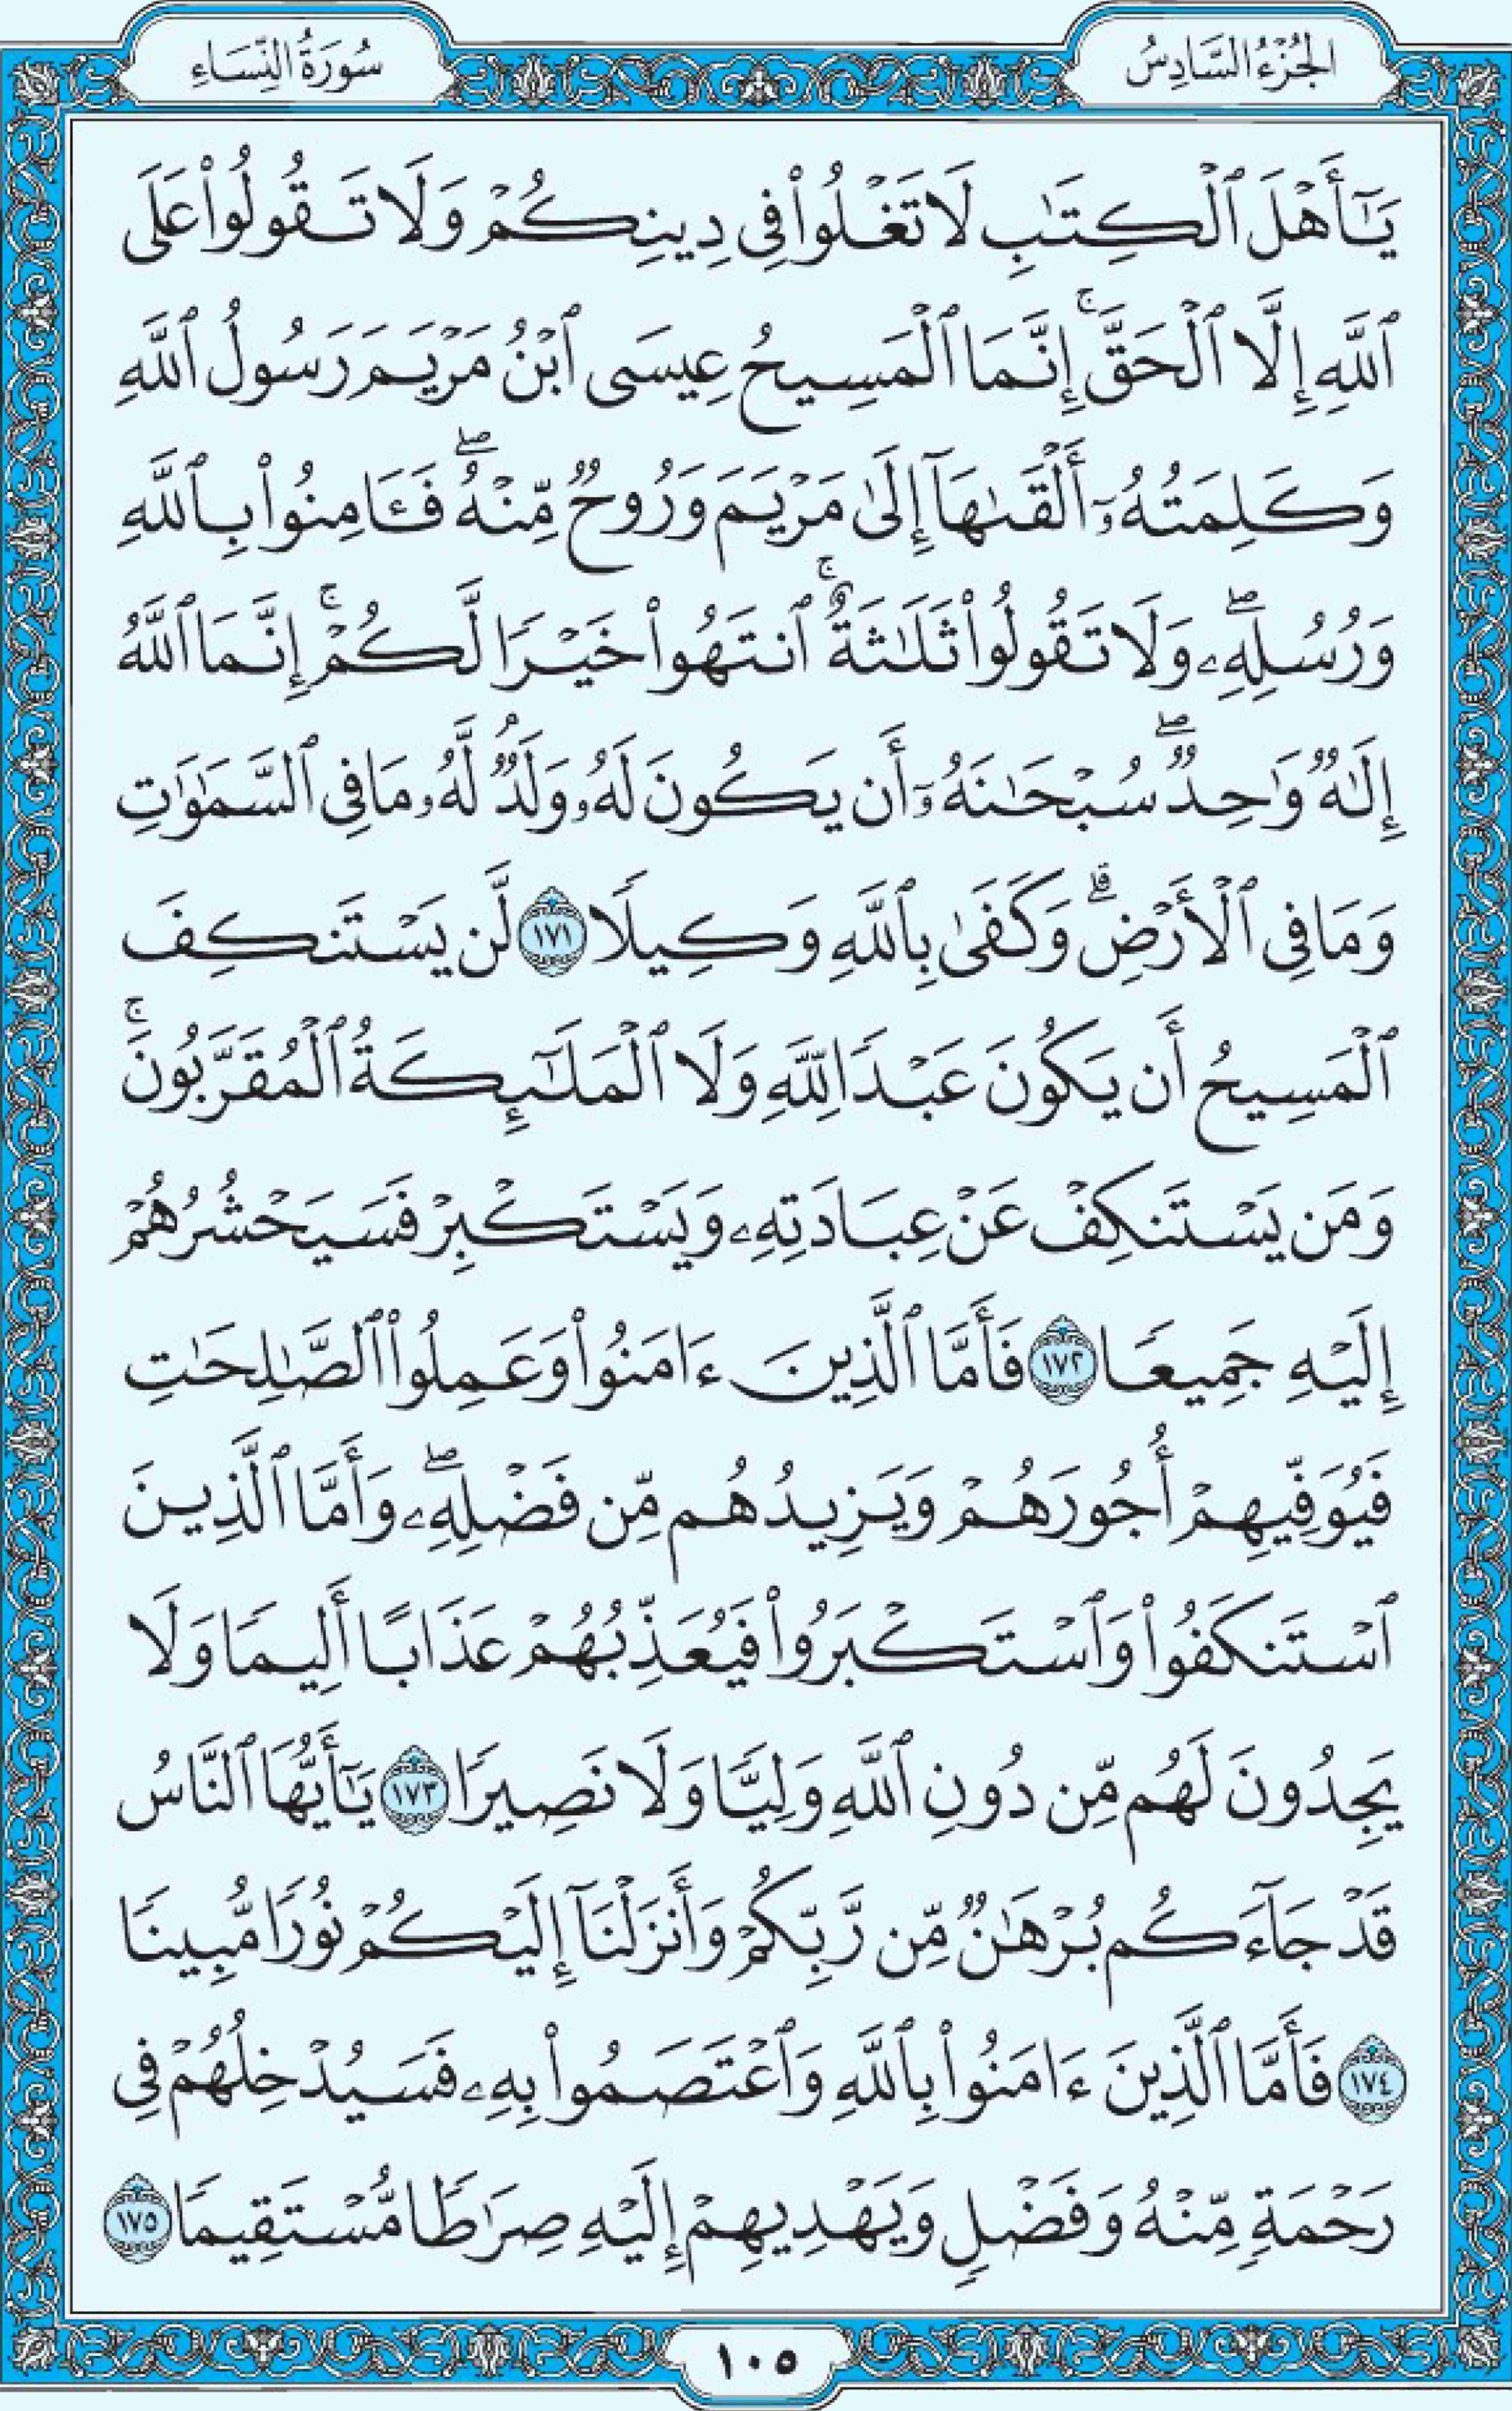 الجُزْءُ السَّادِسُ
سُورَةُ النِّسَاءِ
يَٰٓأَهۡلَ ٱلۡكِتَٰبِ لَا تَغۡلُواْ فِي دِينِكُمۡ وَلَا تَقُولُواْ عَلَى
ٱللَّهِ إِلَّا ٱلۡحَقَّۚ إِنَّمَا ٱلۡمَسِيحُ عِيسَى ٱبۡنُ مَرۡيَمَ رَسُولُ ٱللَّهِ
وَكَلِمَتُهُۥٓ أَلۡقَىٰهَآ إِلَىٰ مَرۡيَمَ وَرُوحٞ مِّنۡهُۖ فَـَٔامِنُواْ بِٱللَّهِ
وَرُسُلِهِۦۖ وَلَا تَقُولُواْ ثَلَٰثَةٌۚ ٱنتَهُواْ خَيۡرٗا لَّكُمۡۚ إِنَّمَا ٱللَّهُ
إِلَٰهٞ وَٰحِدٞۖ سُبۡحَٰنَهُۥٓ أَن يَكُونَ لَهُۥ وَلَدٞۘ لَّهُۥ مَا فِي ٱلسَّمَٰوَٰتِ
وَمَا فِي ٱلۡأَرۡضِۗ وَكَفَىٰ بِٱللَّهِ وَكِيلٗا ١٧١ لَّن يَسۡتَنكِفَ
ٱلۡمَسِيحُ أَن يَكُونَ عَبۡدٗا لِّلَّهِ وَلَا ٱلۡمَلَٰٓئِكَةُ ٱلۡمُقَرَّبُونَۚ
وَمَن يَسۡتَنكِفۡ عَنۡ عِبَادَتِهِۦ وَيَسۡتَكۡبِرۡ فَسَيَحۡشُرُهُمۡ
إِلَيۡهِ جَمِيعٗا ١٧٢ فَأَمَّا ٱلَّذِينَ ءَامَنُواْ وَعَمِلُواْ ٱلصَّٰلِحَٰتِ
فَيُوَفِّيهِمۡ أُجُورَهُمۡ وَيَزِيدُهُم مِّن فَضۡلِهِۦۖ وَأَمَّا ٱلَّذِينَ
ٱسۡتَنكَفُواْ وَٱسۡتَكۡبَرُواْ فَيُعَذِّبُهُمۡ عَذَابًا أَلِيمٗا وَلَا
يَجِدُونَ لَهُم مِّن دُونِ ٱللَّهِ وَلِيّٗا وَلَا نَصِيرٗا ١٧٣ يَٰٓأَيُّهَا ٱلنَّاسُ
قَدۡ جَآءَكُم بُرۡهَٰنٞ مِّن رَّبِّكُمۡ وَأَنزَلۡنَآ إِلَيۡكُمۡ نُورٗا مُّبِينٗا
١٧٤ فَأَمَّا ٱلَّذِينَ ءَامَنُواْ بِٱللَّهِ وَٱعۡتَصَمُواْ بِهِۦ فَسَيُدۡخِلُهُمۡ فِي
رَحۡمَةٖ مِّنۡهُ وَفَضۡلٖ وَيَهۡدِيهِمۡ إِلَيۡهِ صِرَٰطٗا مُّسۡتَقِيمٗا ١٧٥
١٠٥